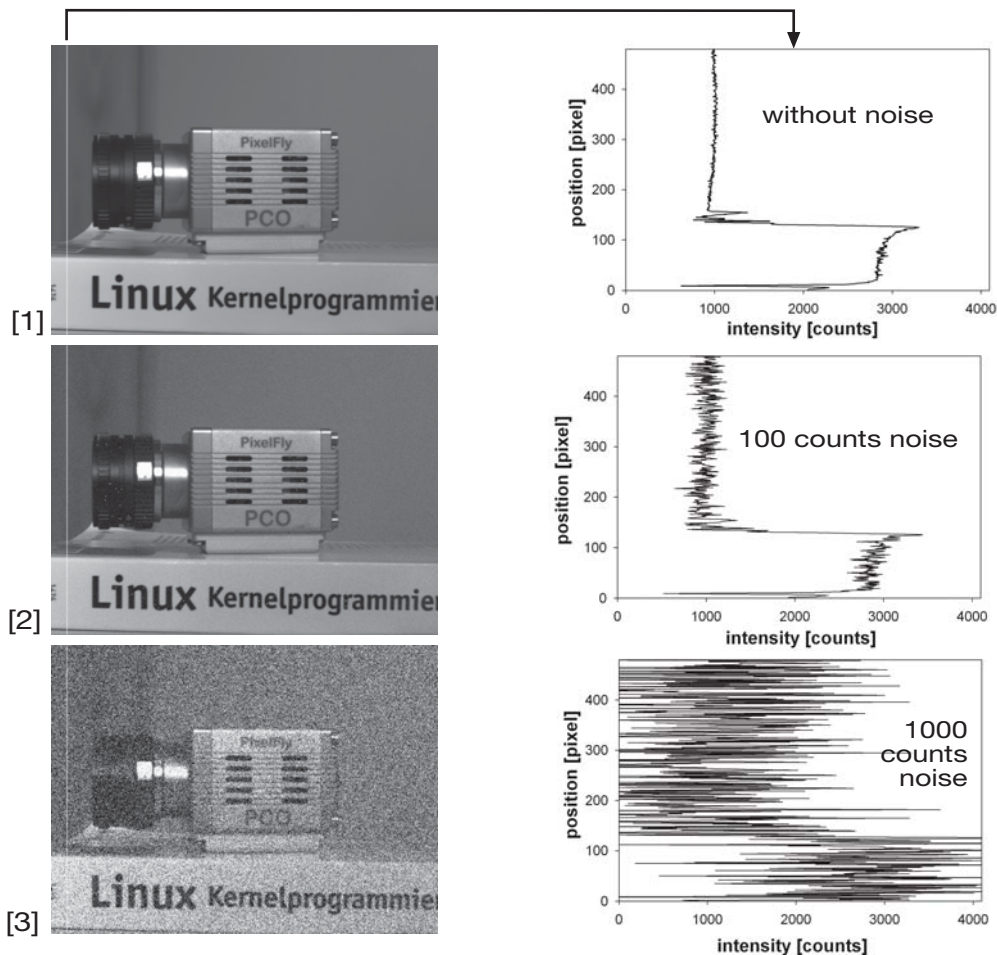 PixelFly
PCO
Linux Kernelprogrammier
[1]
400
300
200
100
0
position [pixel]
without noise
0 1000 2000 3000 4000
intensity [counts]
PixelFly
PCO
Linux Kernelprogrammier
[2]
400
300
200
100
0
position [pixel]
100 counts noise
0 1000 2000 3000 4000
intensity [counts]
PixelFly
PCO
Linux Kernelprogrammier
[3]
400
300
200
100
0
position [pixel]
1000
counts
noise
0 1000 2000 3000 4000
intensity [counts]